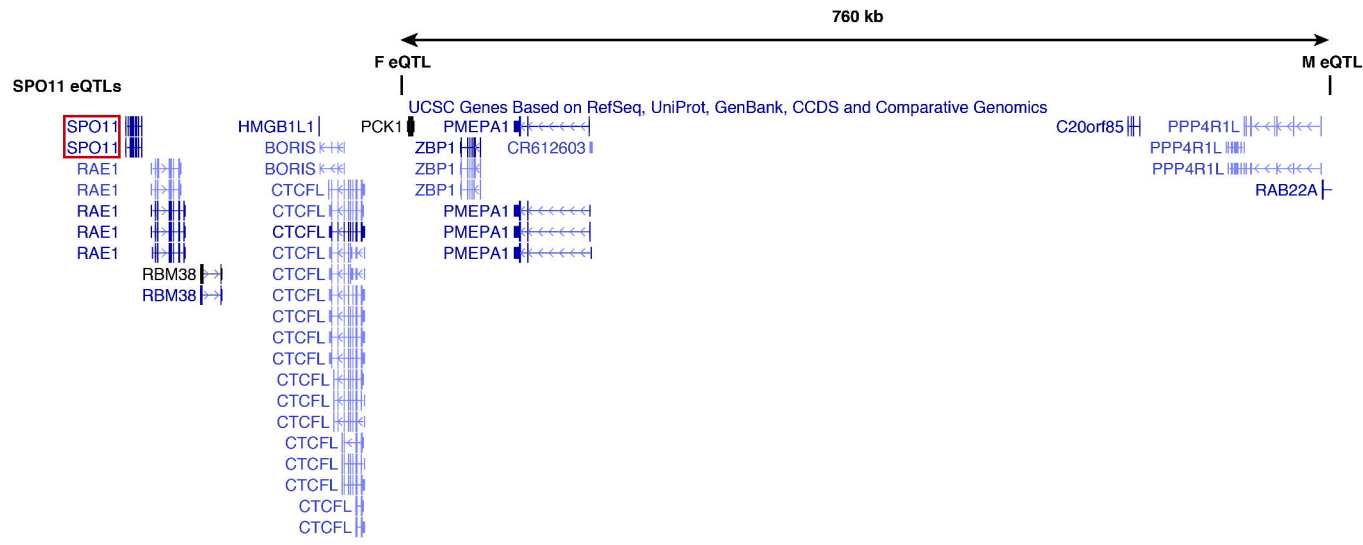 760 kb
F eQTL M eQTL
SPO11 eQTLs
UCSC Genes Based on RefSeq, UniProt, GenBank, CCDS and Comparative Genomics
SPO11 HMGB1L1 PCK1 PMEPA1 C20orf85 PPP4R1L
SPO11 BORIS ZBP1 CR612603 PPP4R1L
RAE1 BORIS ZBP1 PPP4R1L
RAE1 CTCFL ZBP1 RAB22A
RAE1 CTCFL PMEPA1
RAE1 CTCFL PMEPA1
RAE1 CTCFL PMEPA1
RBM38 CTCFL
RBM38 CTCFL
CTCFL
CTCFL
CTCFL
CTCFL
CTCFL
CTCFL
CTCFL
CTCFL
CTCFL
CTCFL
CTCFL